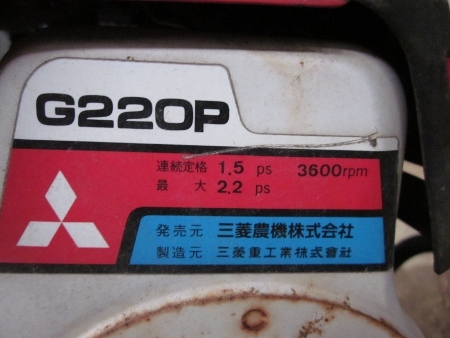 G220P
連続定格 1.5 ps 3600rpm
最大 2.2 ps
発売元 三菱農機株式会社
製造元 三菱重工業株式會社
C